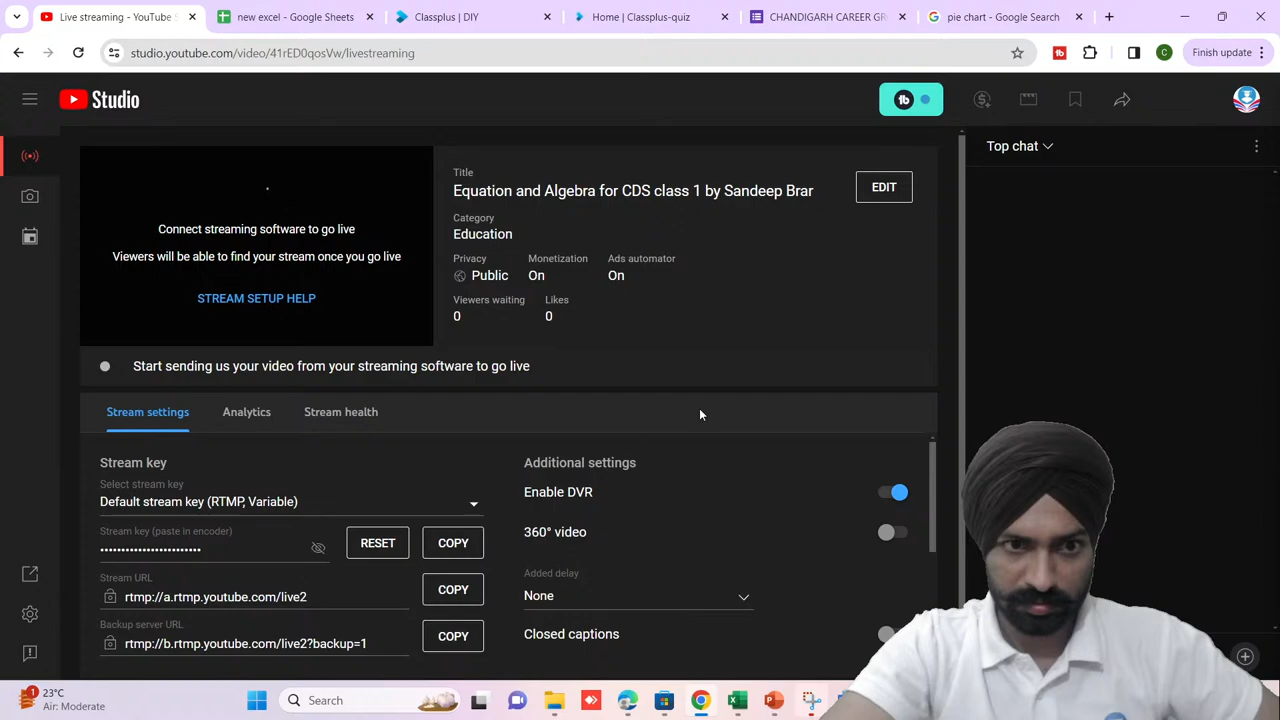 Live streaming - YouTube S
new excel - Google Sheets
Classplus | DIY
Home | Classplus-quiz
CHANDIGARH CAREER GR
pie chart - Google Search
studio.youtube.com/video/41rED0qosVw/livestreaming
C
Finish update
Studio
Title
Equation and Algebra for CDS class 1 by Sandeep Brar
EDIT
Category
Education
Privacy
Public
Monetization
On
Ads automator
On
Viewers waiting
0
Likes
0
Connect streaming software to go live
Viewers will be able to find your stream once you go live
STREAM SETUP HELP
Start sending us your video from your streaming software to go live
Top chat
Stream settings
Analytics
Stream health
Stream key
Select stream key
Default stream key (RTMP, Variable)
Stream key (paste in encoder)
RESET
COPY
Stream URL
rtmp://a.rtmp.youtube.com/live2
COPY
Backup server URL
rtmp://b.rtmp.youtube.com/live2?backup=1
COPY
Additional settings
Enable DVR
360° video
Added delay
None
Closed captions
1
23°C
Air: Moderate
Search